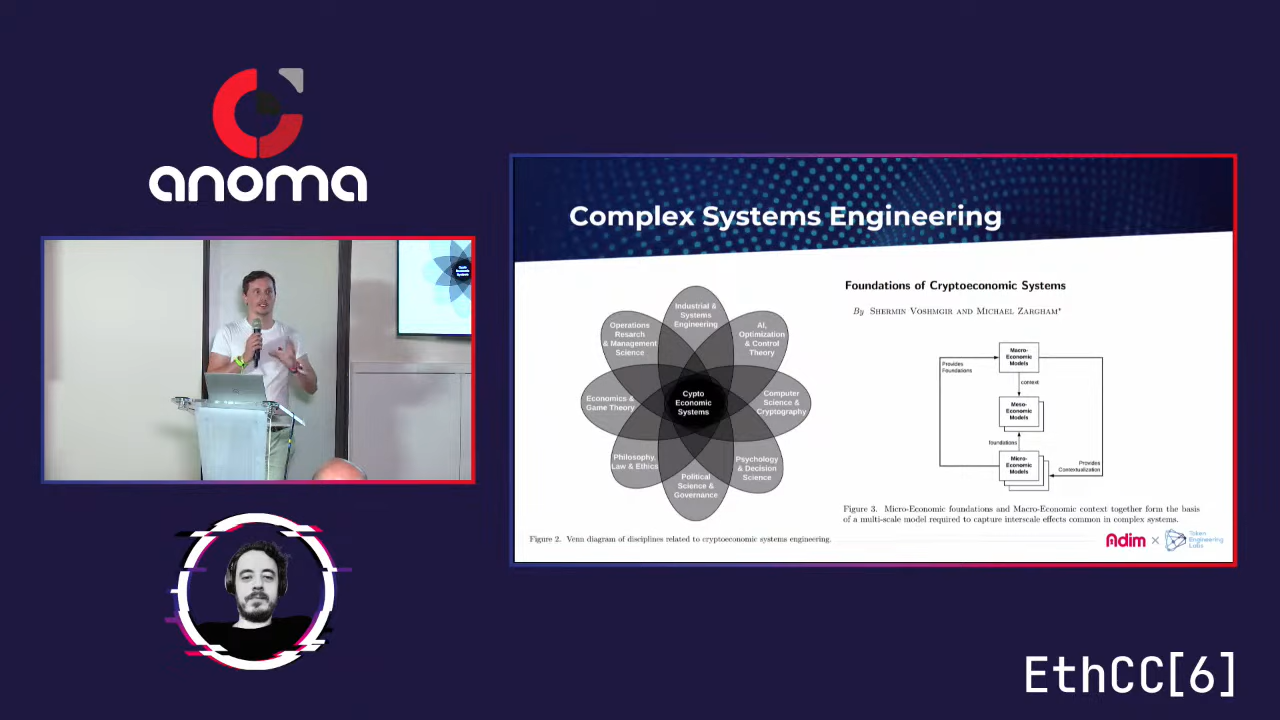 anoma
Complex Systems Engineering
Industrial &
Systems
Engineering
AI,
Optimization
& Control
Theory
Computer
Science &
Cryptography
Psychology
& Decision
Science
Political
Science &
Governance
Philosophy,
Law & Ethics
Economics &
Game Theory
Operations
Resarch
& Management
Science
Cypto
Economic
Systems
Figure 2. Venn diagram of disciplines related to cryptoeconomic systems engineering.
Foundations of Cryptoeconomic Systems
By Shermin Voshmgir and Michael Zargham*
Macro-
Economic
Models
Provides
Foundations
context
Meso-
Economic
Models
foundations
Micro-
Economic
Models
Provides
Contextualization
Figure 3. Micro-Economic foundations and Macro-Economic context together form the basis
of a multi-scale model required to capture interscale effects common in complex systems.
Adim × Token
Engineering
Labs
EthCC[6]